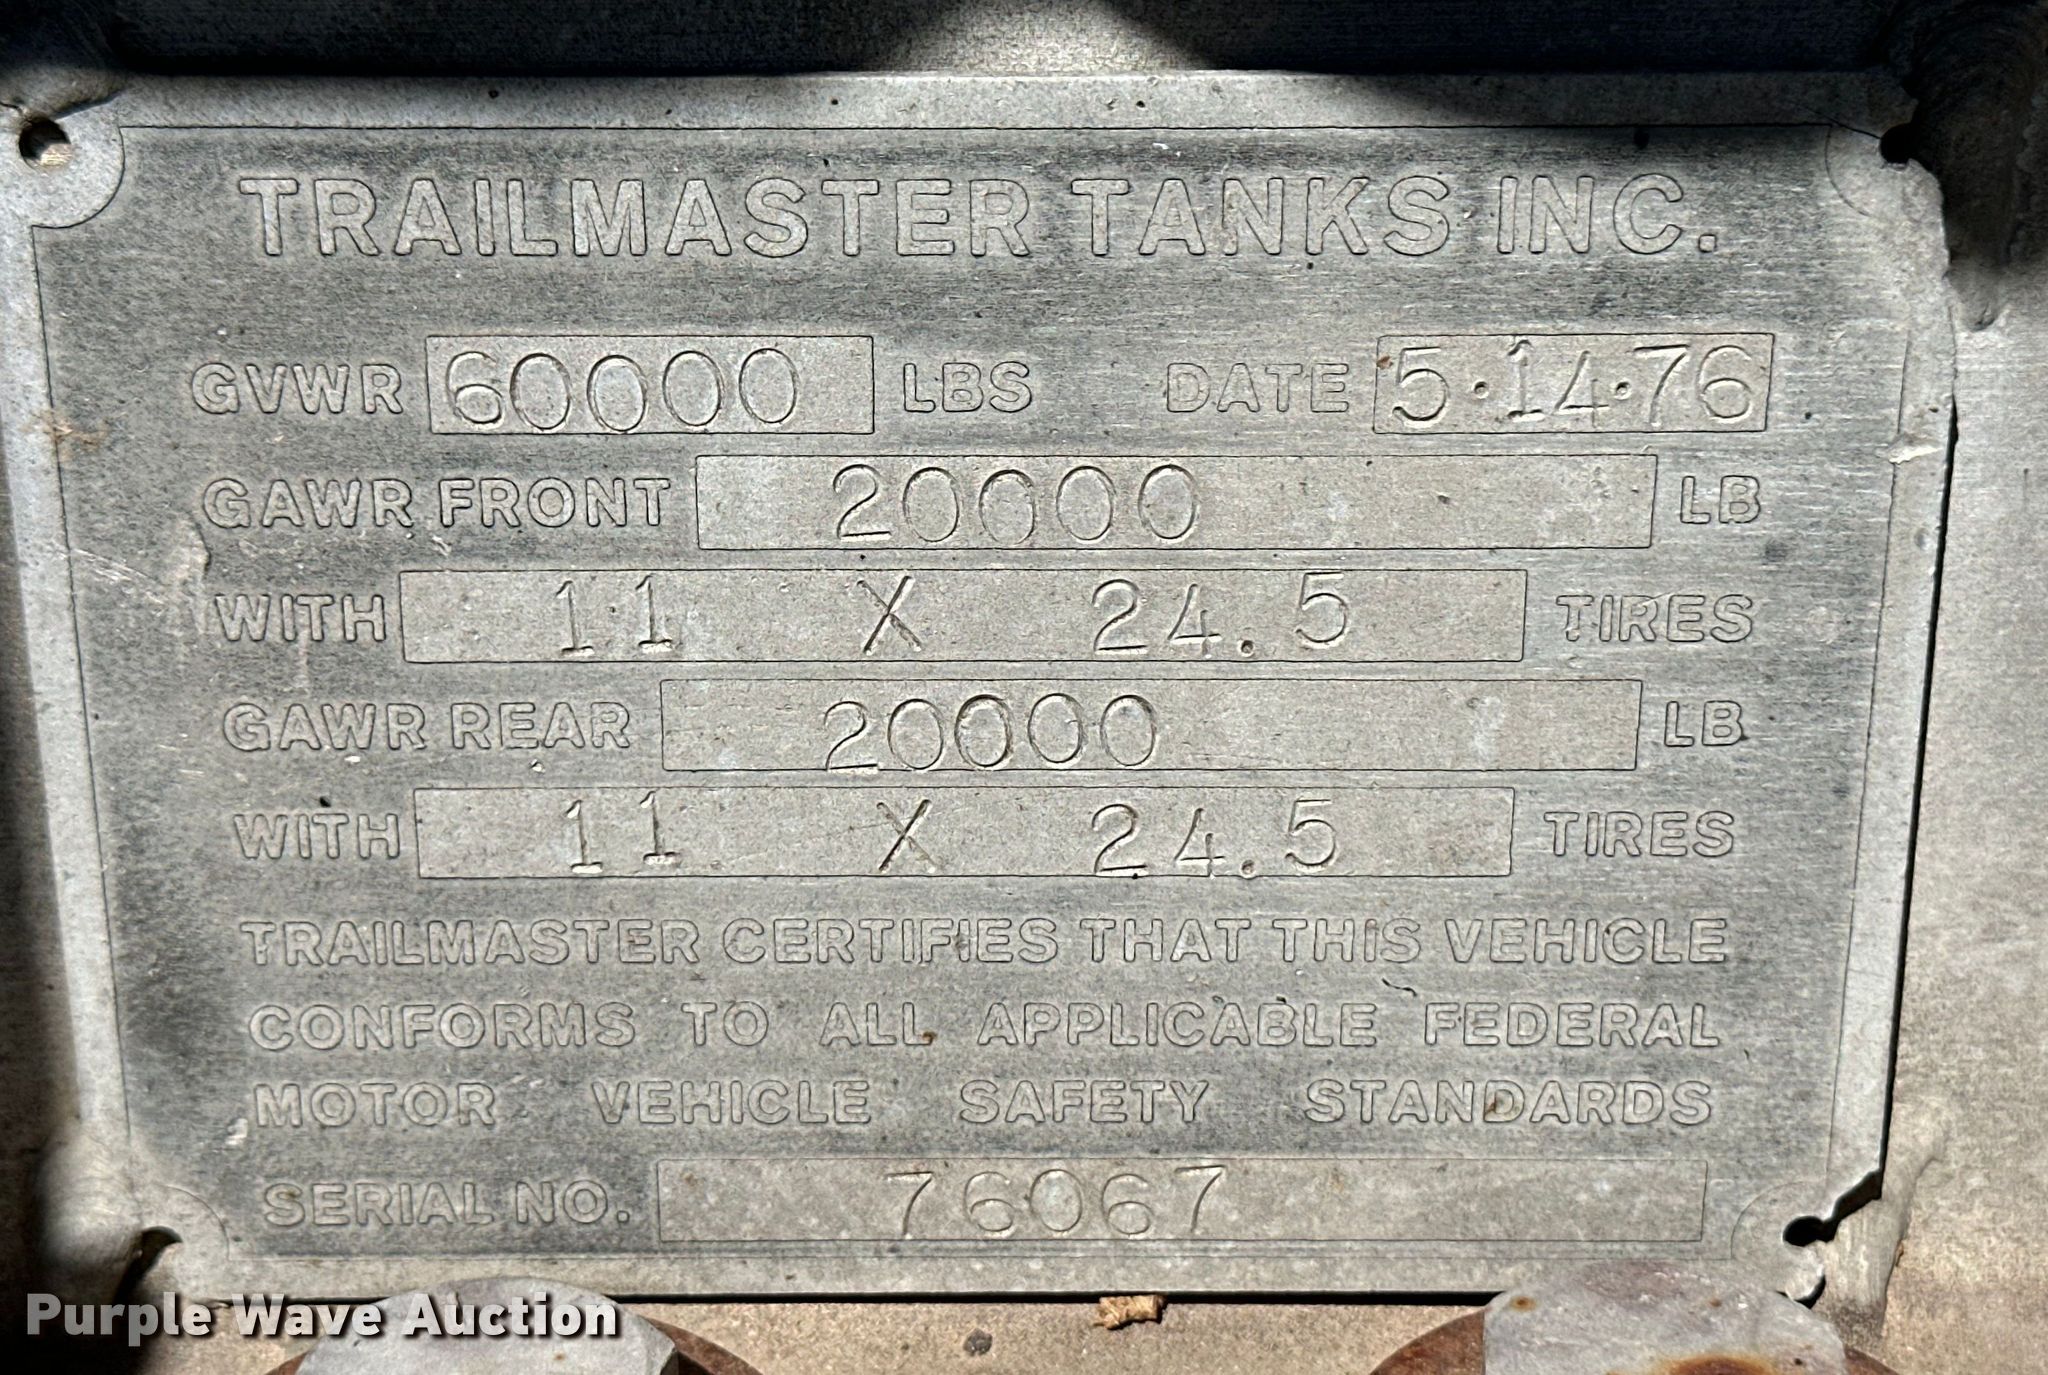 TRAILMASTER TANKS INC.
GVWR 60000 LBS DATE 5·14·76
GAWR FRONT 20000 LB
WITH 11 X 24.5 TIRES
GAWR REAR 20000 LB
WITH 11 X 24.5 TIRES
TRAILMASTER CERTIFIES THAT THIS VEHICLE
CONFORMS TO ALL APPLICABLE FEDERAL
MOTOR VEHICLE SAFETY STANDARDS
SERIAL NO. 76067
Purple Wave Auction